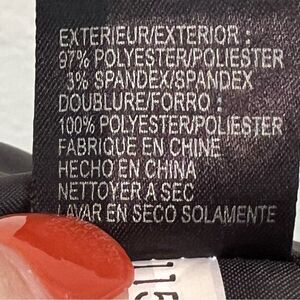 EXTERIEUR/EXTERIOR :
97% POLYESTER/POLIESTER
3% SPANDEX/SPANDEX
DOUBLURE/FORRO :
100% POLYESTER/POLIESTER
FABRIQUE EN CHINE
HECHO EN CHINA
NETTOYER A SEC
LAVAR EN SECO SOLAMENTE